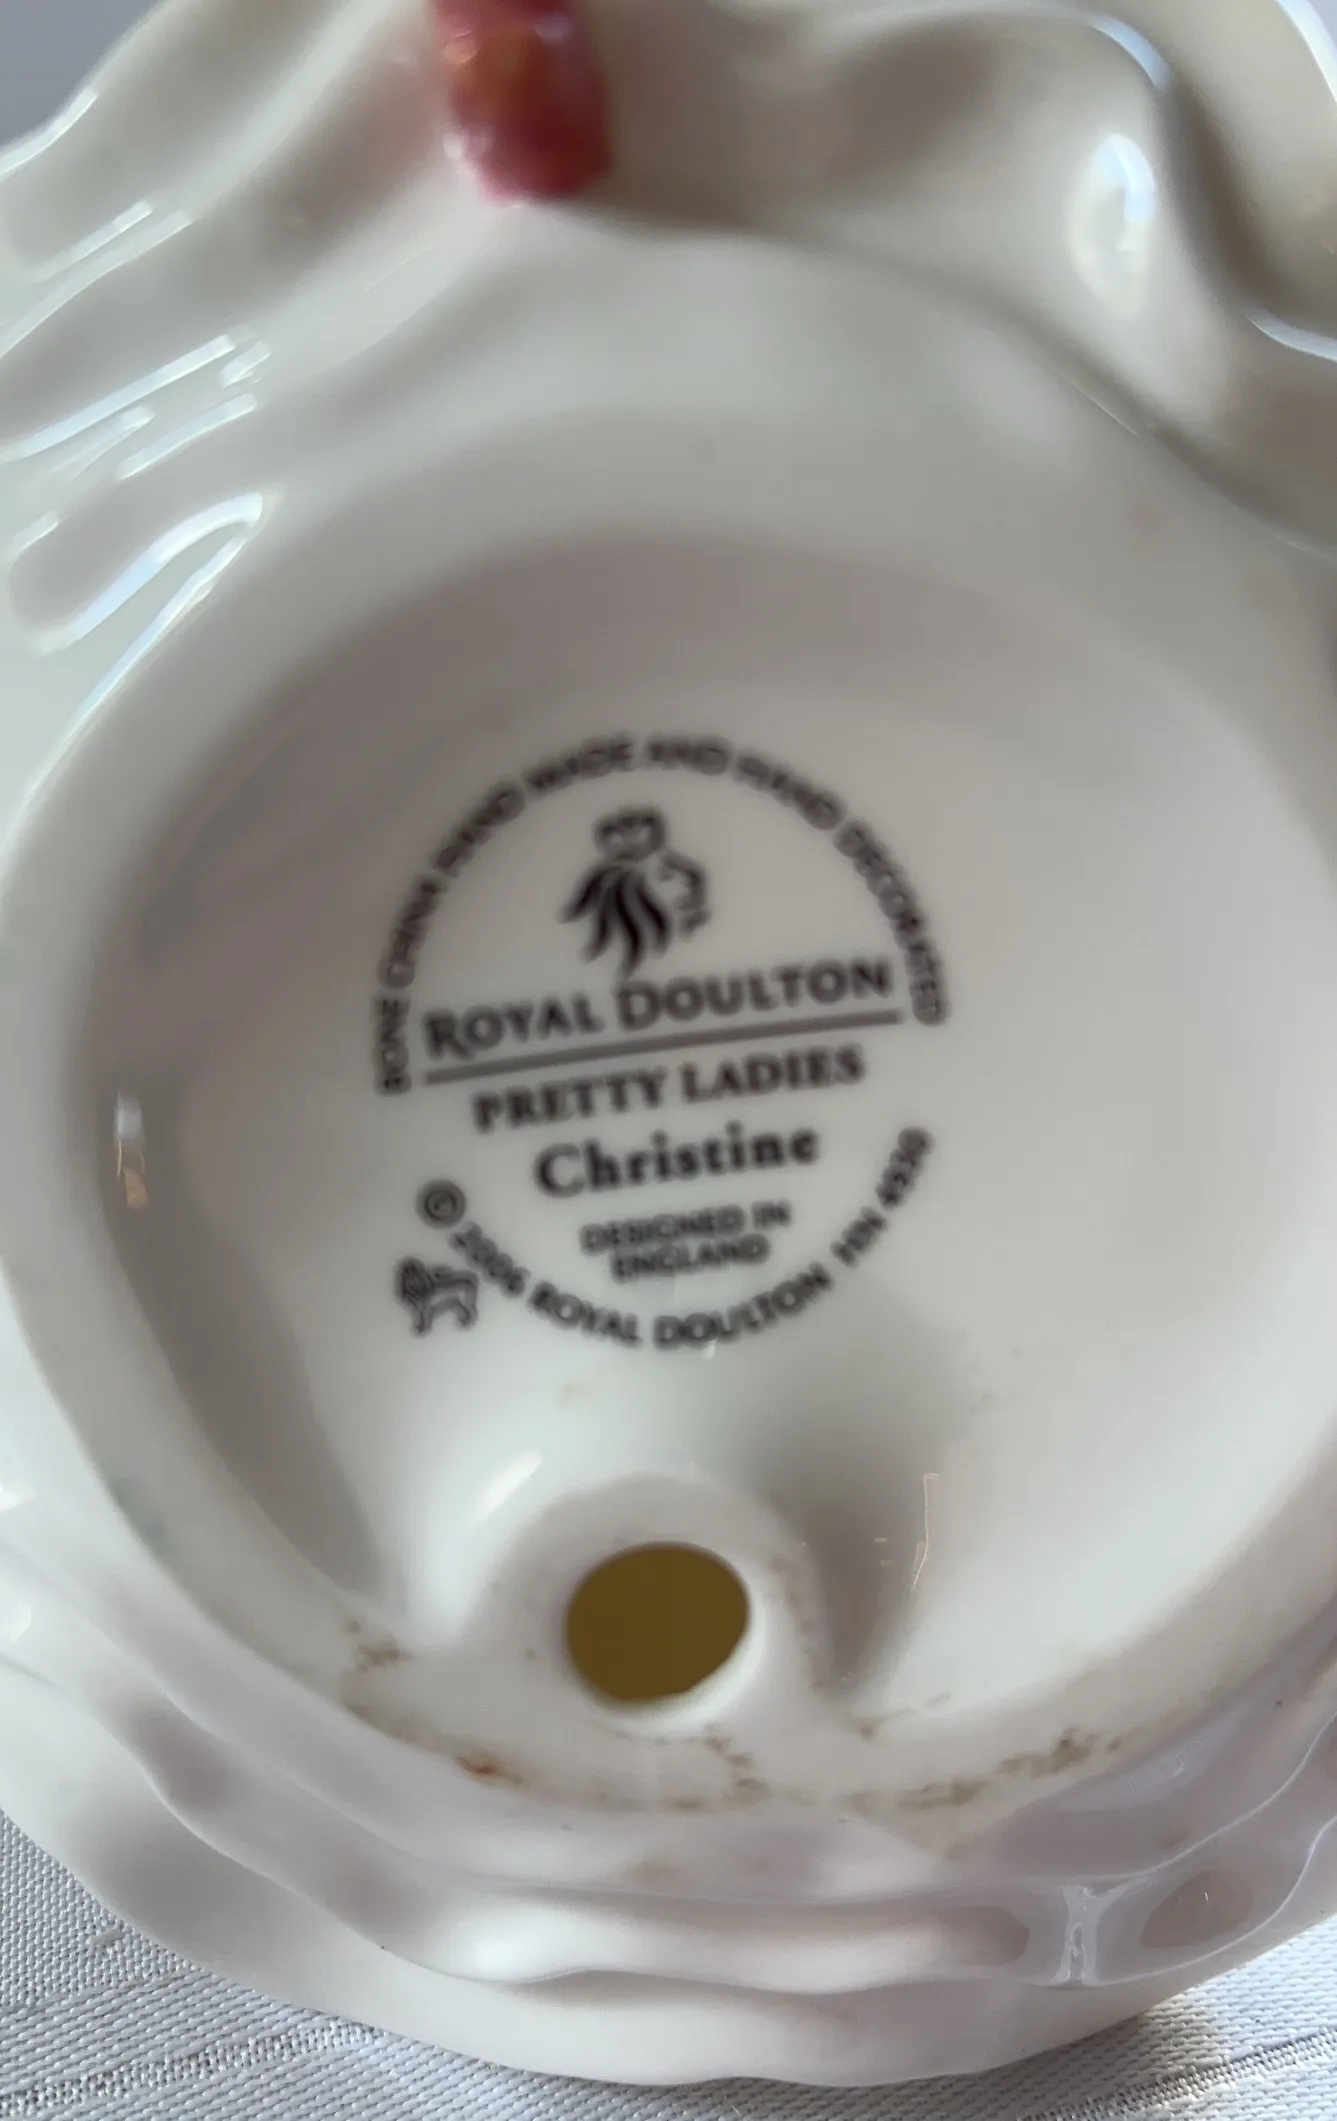 BONE CHINA HAND MADE AND HAND DECORATED
ROYAL DOULTON
PRETTY LADIES
Christine
DESIGNED IN
ENGLAND
© 2006 ROYAL DOULTON HN 4930